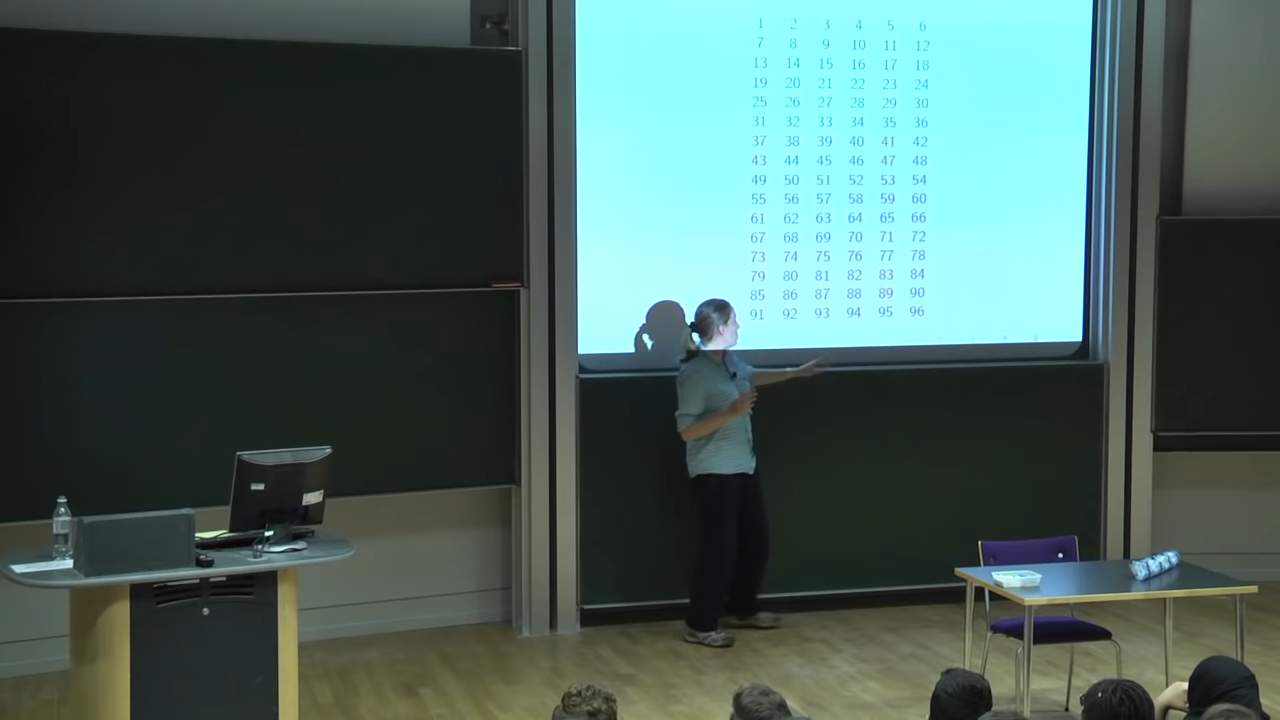 1 2 3 4 5 6
7 8 9 10 11 12
13 14 15 16 17 18
19 20 21 22 23 24
25 26 27 28 29 30
31 32 33 34 35 36
37 38 39 40 41 42
43 44 45 46 47 48
49 50 51 52 53 54
55 56 57 58 59 60
61 62 63 64 65 66
67 68 69 70 71 72
73 74 75 76 77 78
79 80 81 82 83 84
85 86 87 88 89 90
91 92 93 94 95 96